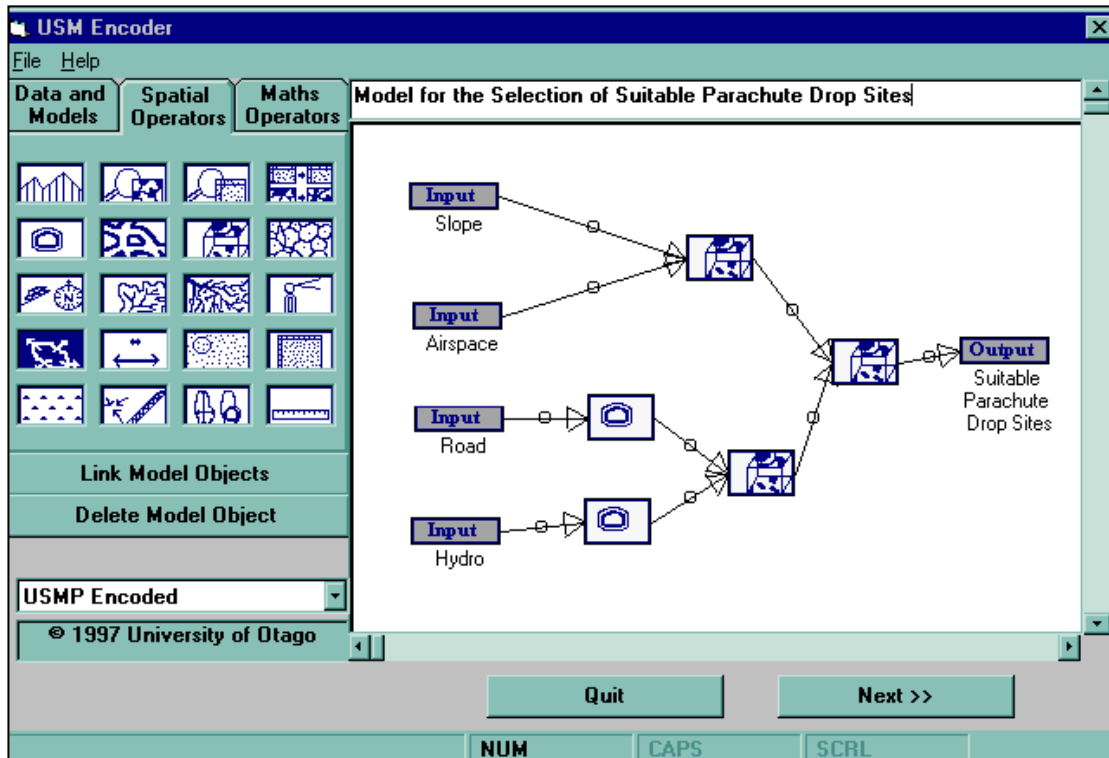 USM Encoder
File Help
Data and Models
Spatial Operators
Maths Operators
Model for the Selection of Suitable Parachute Drop Sites
Input
Slope
Input
Airspace
Input
Road
Input
Hydro
Output
Suitable
Parachute
Drop Sites
N
Link Model Objects
Delete Model Object
USMP Encoded
© 1997 University of Otago
Quit
Next >>
NUM
CAPS
SCRL